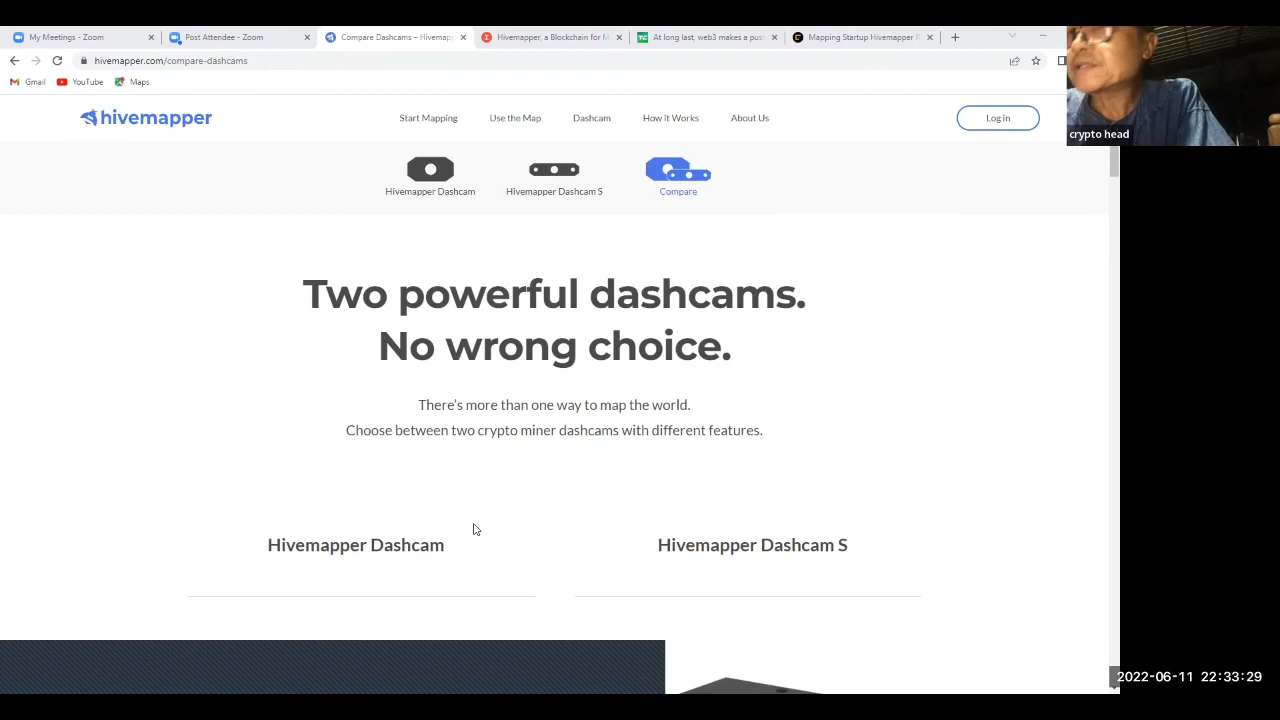 My Meetings - Zoom
Post Attendee - Zoom
Compare Dashcams – Hivemapp
Hivemapper, a Blockchain for M
At long last, web3 makes a pus
Mapping Startup Hivemapper
hivemapper.com/compare-dashcams
Gmail
YouTube
Maps
hivemapper
Start Mapping
Use the Map
Dashcam
How it Works
About Us
Log in
crypto head
Hivemapper Dashcam
Hivemapper Dashcam S
Compare
Two powerful dashcams.
No wrong choice.
There's more than one way to map the world.
Choose between two crypto miner dashcams with different features.
Hivemapper Dashcam
Hivemapper Dashcam S
2022-06-11 22:33:29